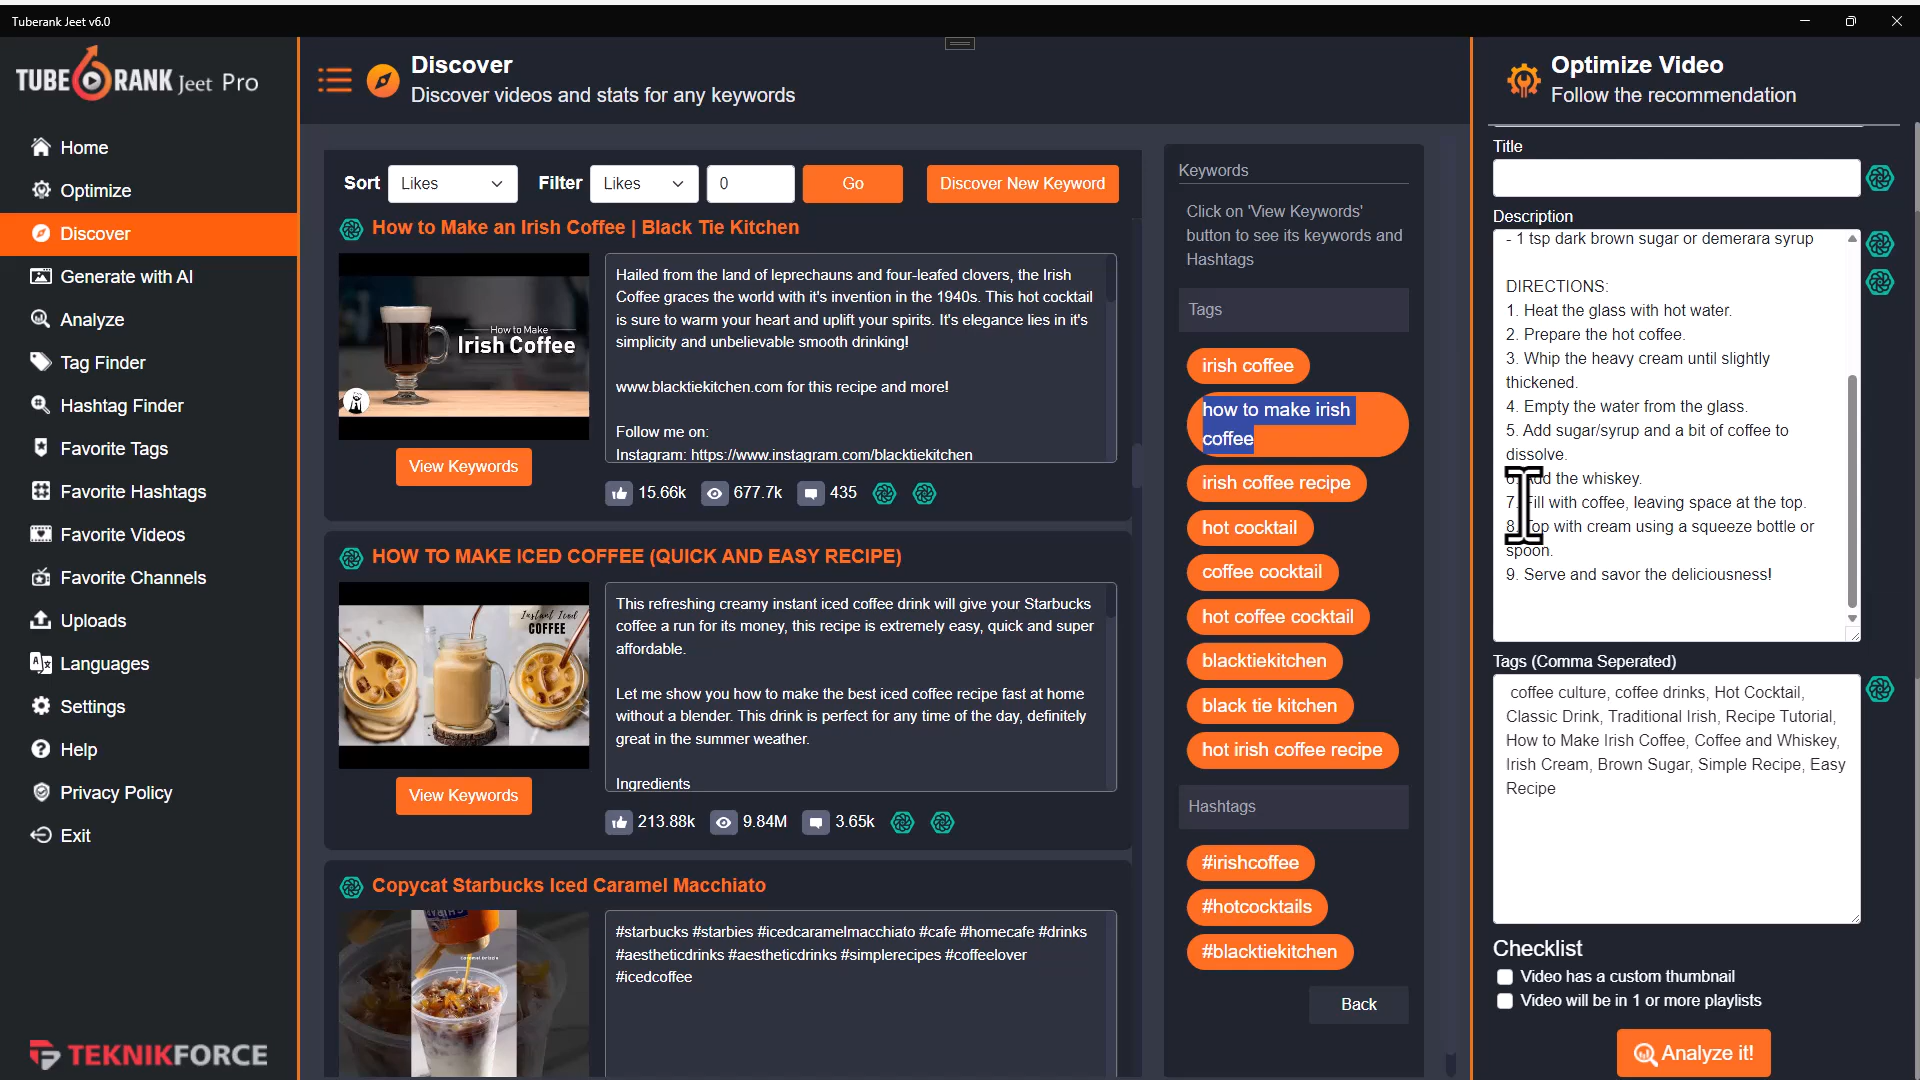 Tuberank Jeet v6.0
TUBE RANK Jeet Pro
Home
Optimize
Discover
Generate with AI
Analyze
Tag Finder
Hashtag Finder
Favorite Tags
Favorite Hashtags
Favorite Videos
Favorite Channels
Uploads
Languages
Settings
Help
Privacy Policy
Exit
TEKNIKFORCE
Discover
Discover videos and stats for any keywords
Sort Likes Filter Likes 0 Go Discover New Keyword
How to Make an Irish Coffee | Black Tie Kitchen
How to Make
Irish Coffee
View Keywords
Hailed from the land of leprechauns and four-leafed clovers, the Irish
Coffee graces the world with it's invention in the 1940s. This hot cocktail
is sure to warm your heart and uplift your spirits. It's elegance lies in it's
simplicity and unbelievable smooth drinking!
www.blacktiekitchen.com for this recipe and more!
Follow me on:
Instagram: https://www.instagram.com/blacktiekitchen
15.66k 677.7k 435
HOW TO MAKE ICED COFFEE (QUICK AND EASY RECIPE)
Instant Iced
COFFEE
View Keywords
This refreshing creamy instant iced coffee drink will give your Starbucks
coffee a run for its money, this recipe is extremely easy, quick and super
affordable.
Let me show you how to make the best iced coffee recipe fast at home
without a blender. This drink is perfect for any time of the day, definitely
great in the summer weather.
Ingredients
213.88k 9.84M 3.65k
Copycat Starbucks Iced Caramel Macchiato
#starbucks #starbies #icedcaramelmacchiato #cafe #homecafe #drinks
#aestheticdrinks #aestheticdrinks #simplerecipes #coffeelover
#icedcoffee
Keywords
Click on 'View Keywords'
button to see its keywords and
Hashtags
Tags
irish coffee
how to make irish
coffee
irish coffee recipe
hot cocktail
coffee cocktail
hot coffee cocktail
blacktiekitchen
black tie kitchen
hot irish coffee recipe
Hashtags
#irishcoffee
#hotcocktails
#blacktiekitchen
Back
Optimize Video
Follow the recommendation
Title
Description
- 1 tsp dark brown sugar or demerara syrup
DIRECTIONS:
1. Heat the glass with hot water.
2. Prepare the hot coffee.
3. Whip the heavy cream until slightly
thickened.
4. Empty the water from the glass.
5. Add sugar/syrup and a bit of coffee to
dissolve.
6. Add the whiskey.
7. Fill with coffee, leaving space at the top.
8. Top with cream using a squeeze bottle or
spoon.
9. Serve and savor the deliciousness!
Tags (Comma Seperated)
coffee culture, coffee drinks, Hot Cocktail,
Classic Drink, Traditional Irish, Recipe Tutorial,
How to Make Irish Coffee, Coffee and Whiskey,
Irish Cream, Brown Sugar, Simple Recipe, Easy
Recipe
Checklist
Video has a custom thumbnail
Video will be in 1 or more playlists
Analyze it!